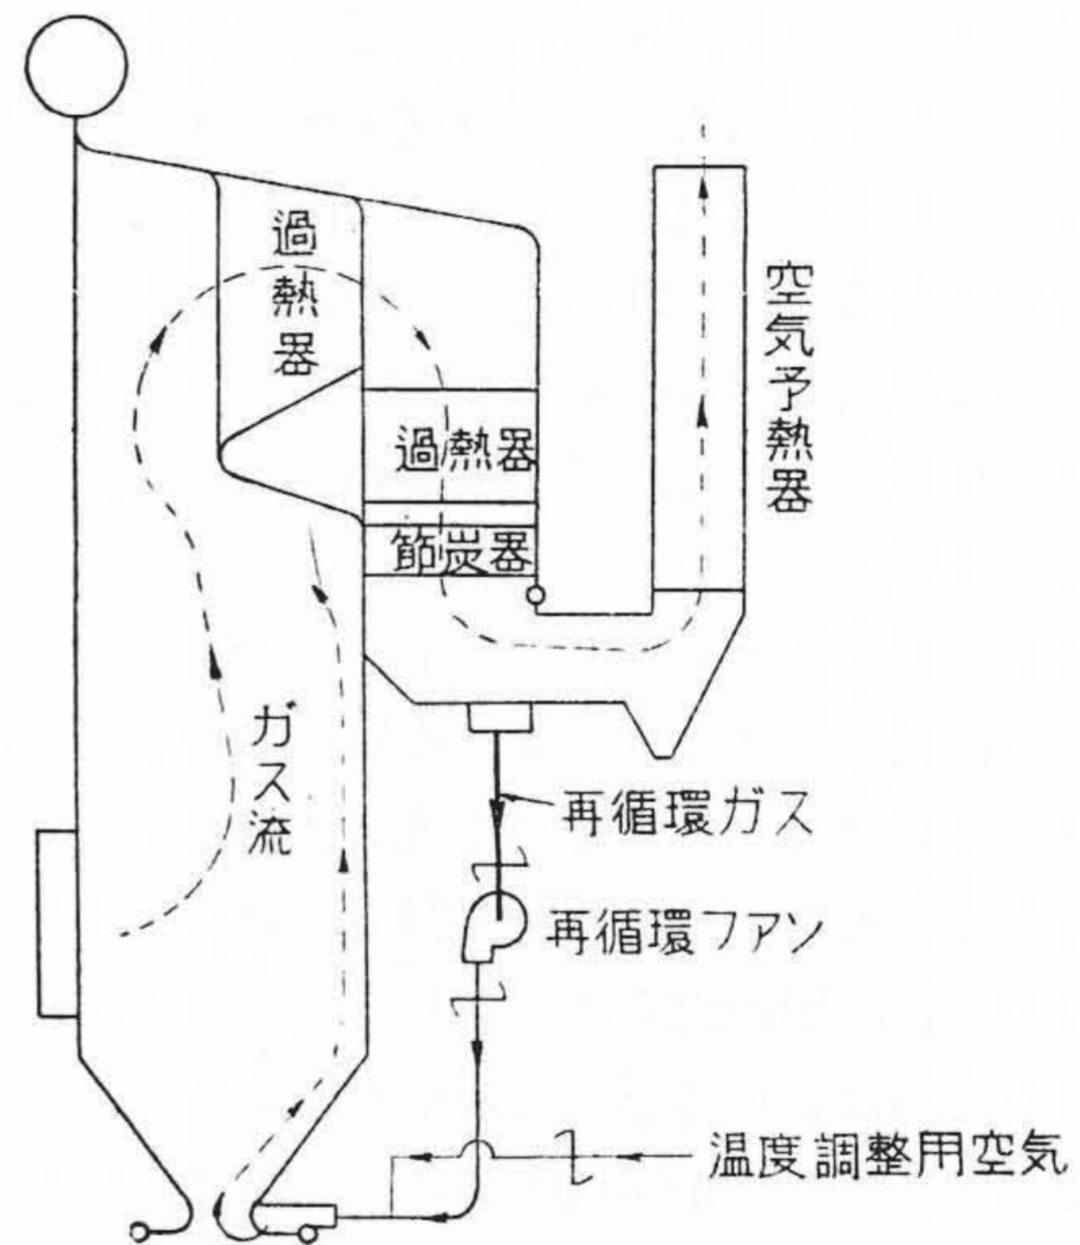 過熱器
空気予熱器
過熱器
節炭器
ガス流
再循環ガス
再循環フアン
温度調整用空気